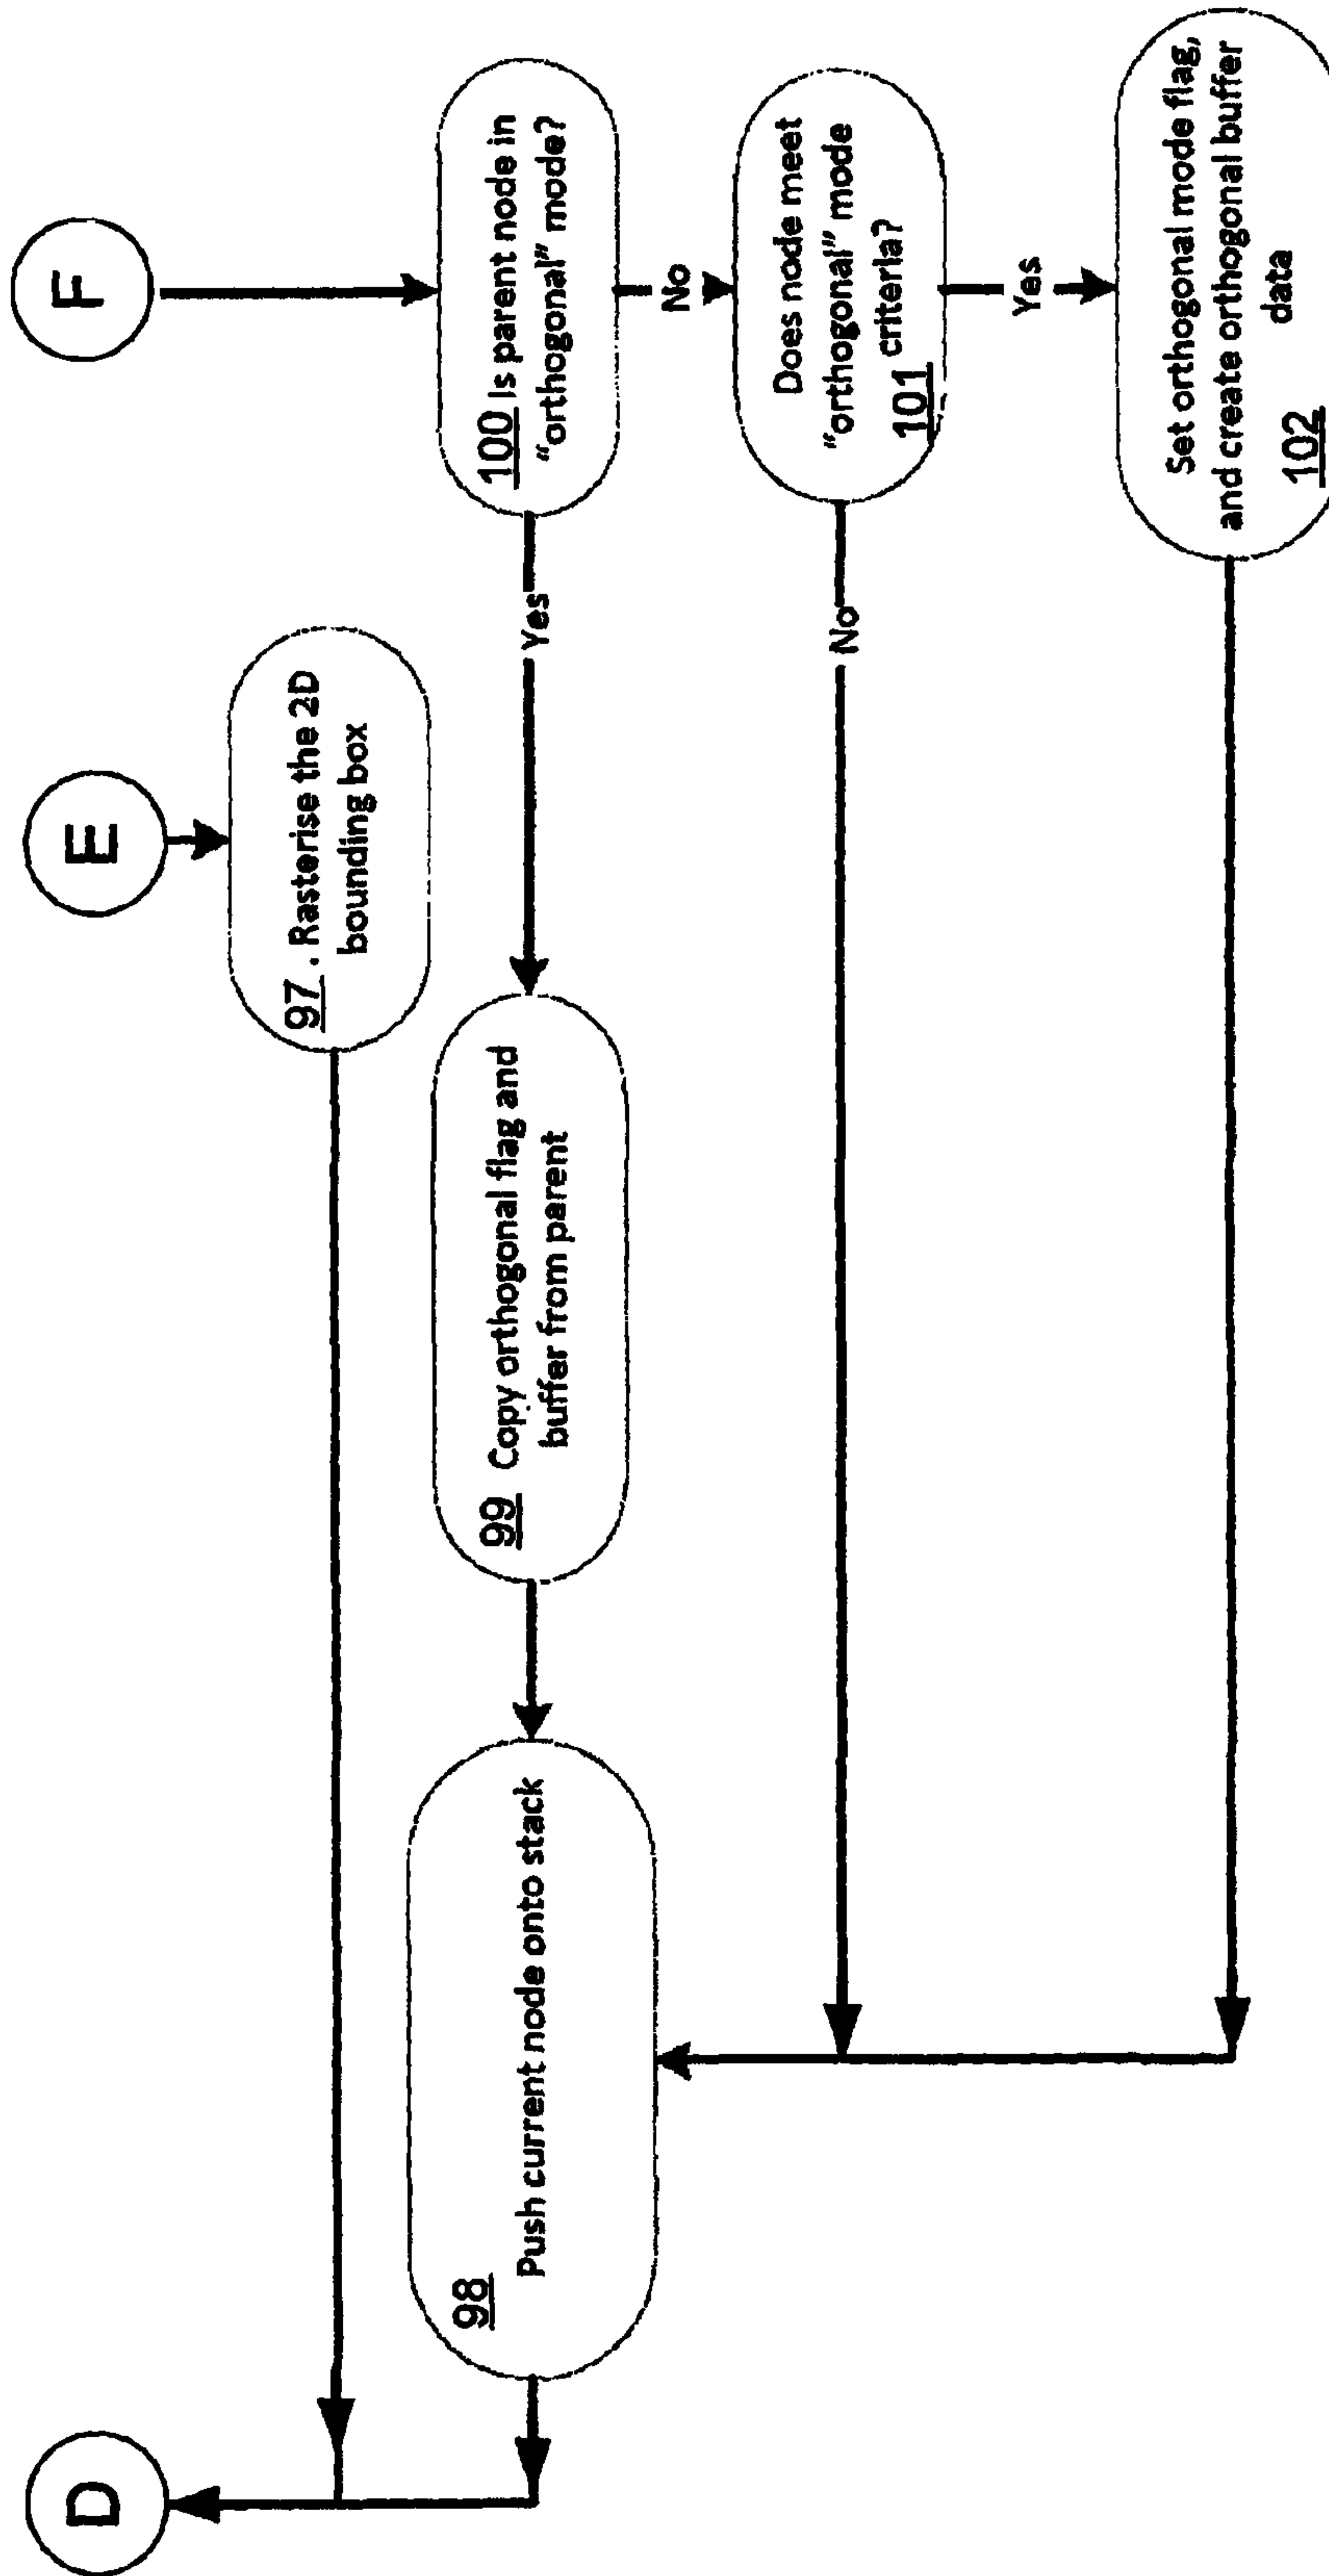 D
E
F
97. Rasterise the 2D
bounding box
98
Push current node onto stack
99 Copy orthogonal flag and
buffer from parent
Yes
100 Is parent node in
“orthogonal” mode?
No
No
Does node meet
“orthogonal” mode
criteria?
101
Yes
Set orthogonal mode flag,
and create orthogonal buffer
data
102